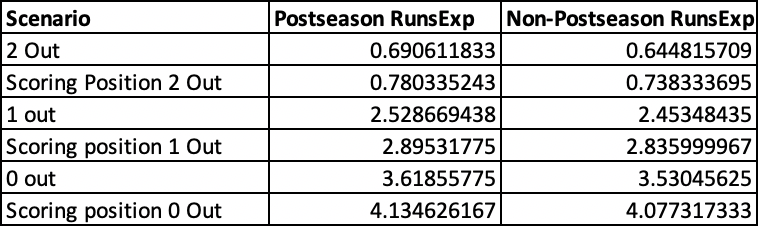 Scenario Postseason RunsExp Non-Postseason RunsExp
2 Out 0.690611833 0.644815709
Scoring Position 2 Out 0.780335243 0.738333695
1 out 2.528669438 2.45348435
Scoring position 1 Out 2.89531775 2.835999967
0 out 3.61855775 3.53045625
Scoring position 0 Out 4.134626167 4.077317333